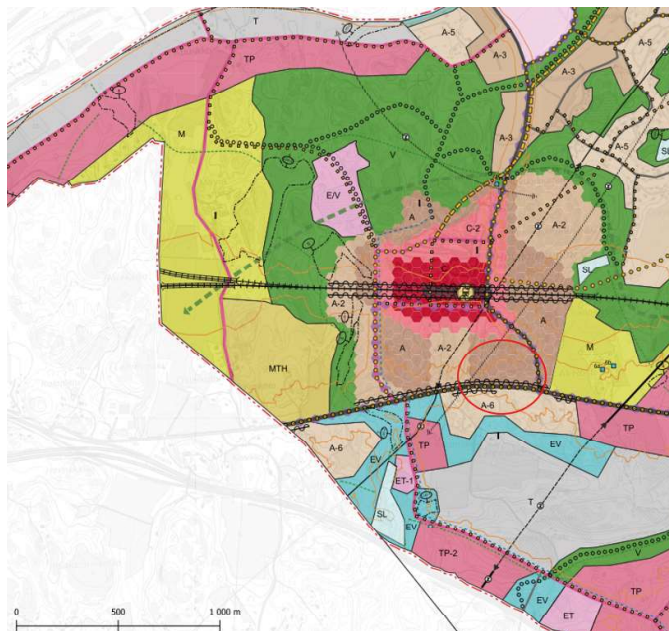 T
A-5
A-3
TP
A-3
A-5
M
V
A-3
SL
E/V
I
A
A-2
I
C-2
I
C
SL
A-2
A
M
A
A-2
MTH
A-6
TP
A-6
EV
TP
I
EV
ET-1
T
SL
EV
TP-2
V
EV
TP
ET
0 500 1 000 m